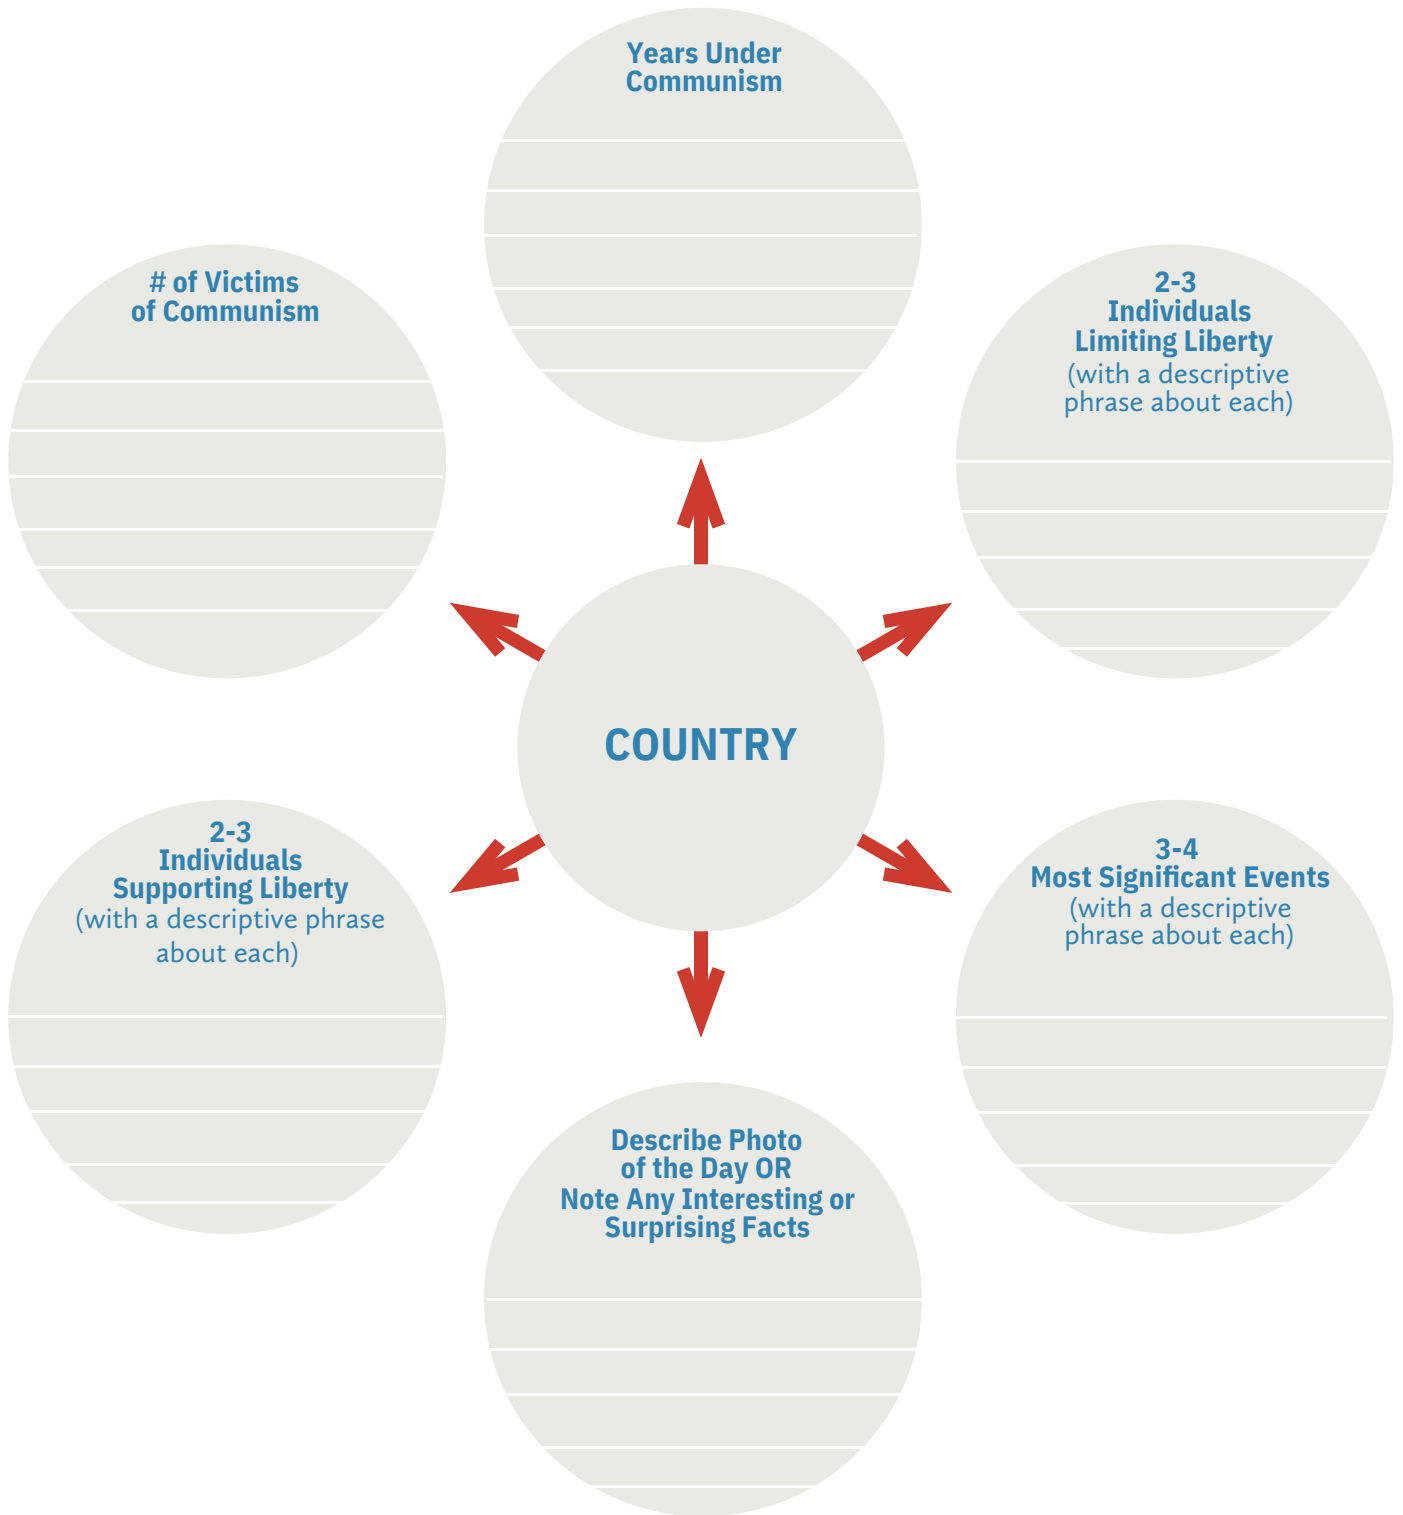 Years Under
Communism
# of Victims
of Communism
2-3
Individuals
Limiting Liberty
(with a descriptive
phrase about each)
COUNTRY
2-3
Individuals
Supporting Liberty
(with a descriptive phrase
about each)
3-4
Most Significant Events
(with a descriptive
phrase about each)
Describe Photo
of the Day OR
Note Any Interesting or
Surprising Facts